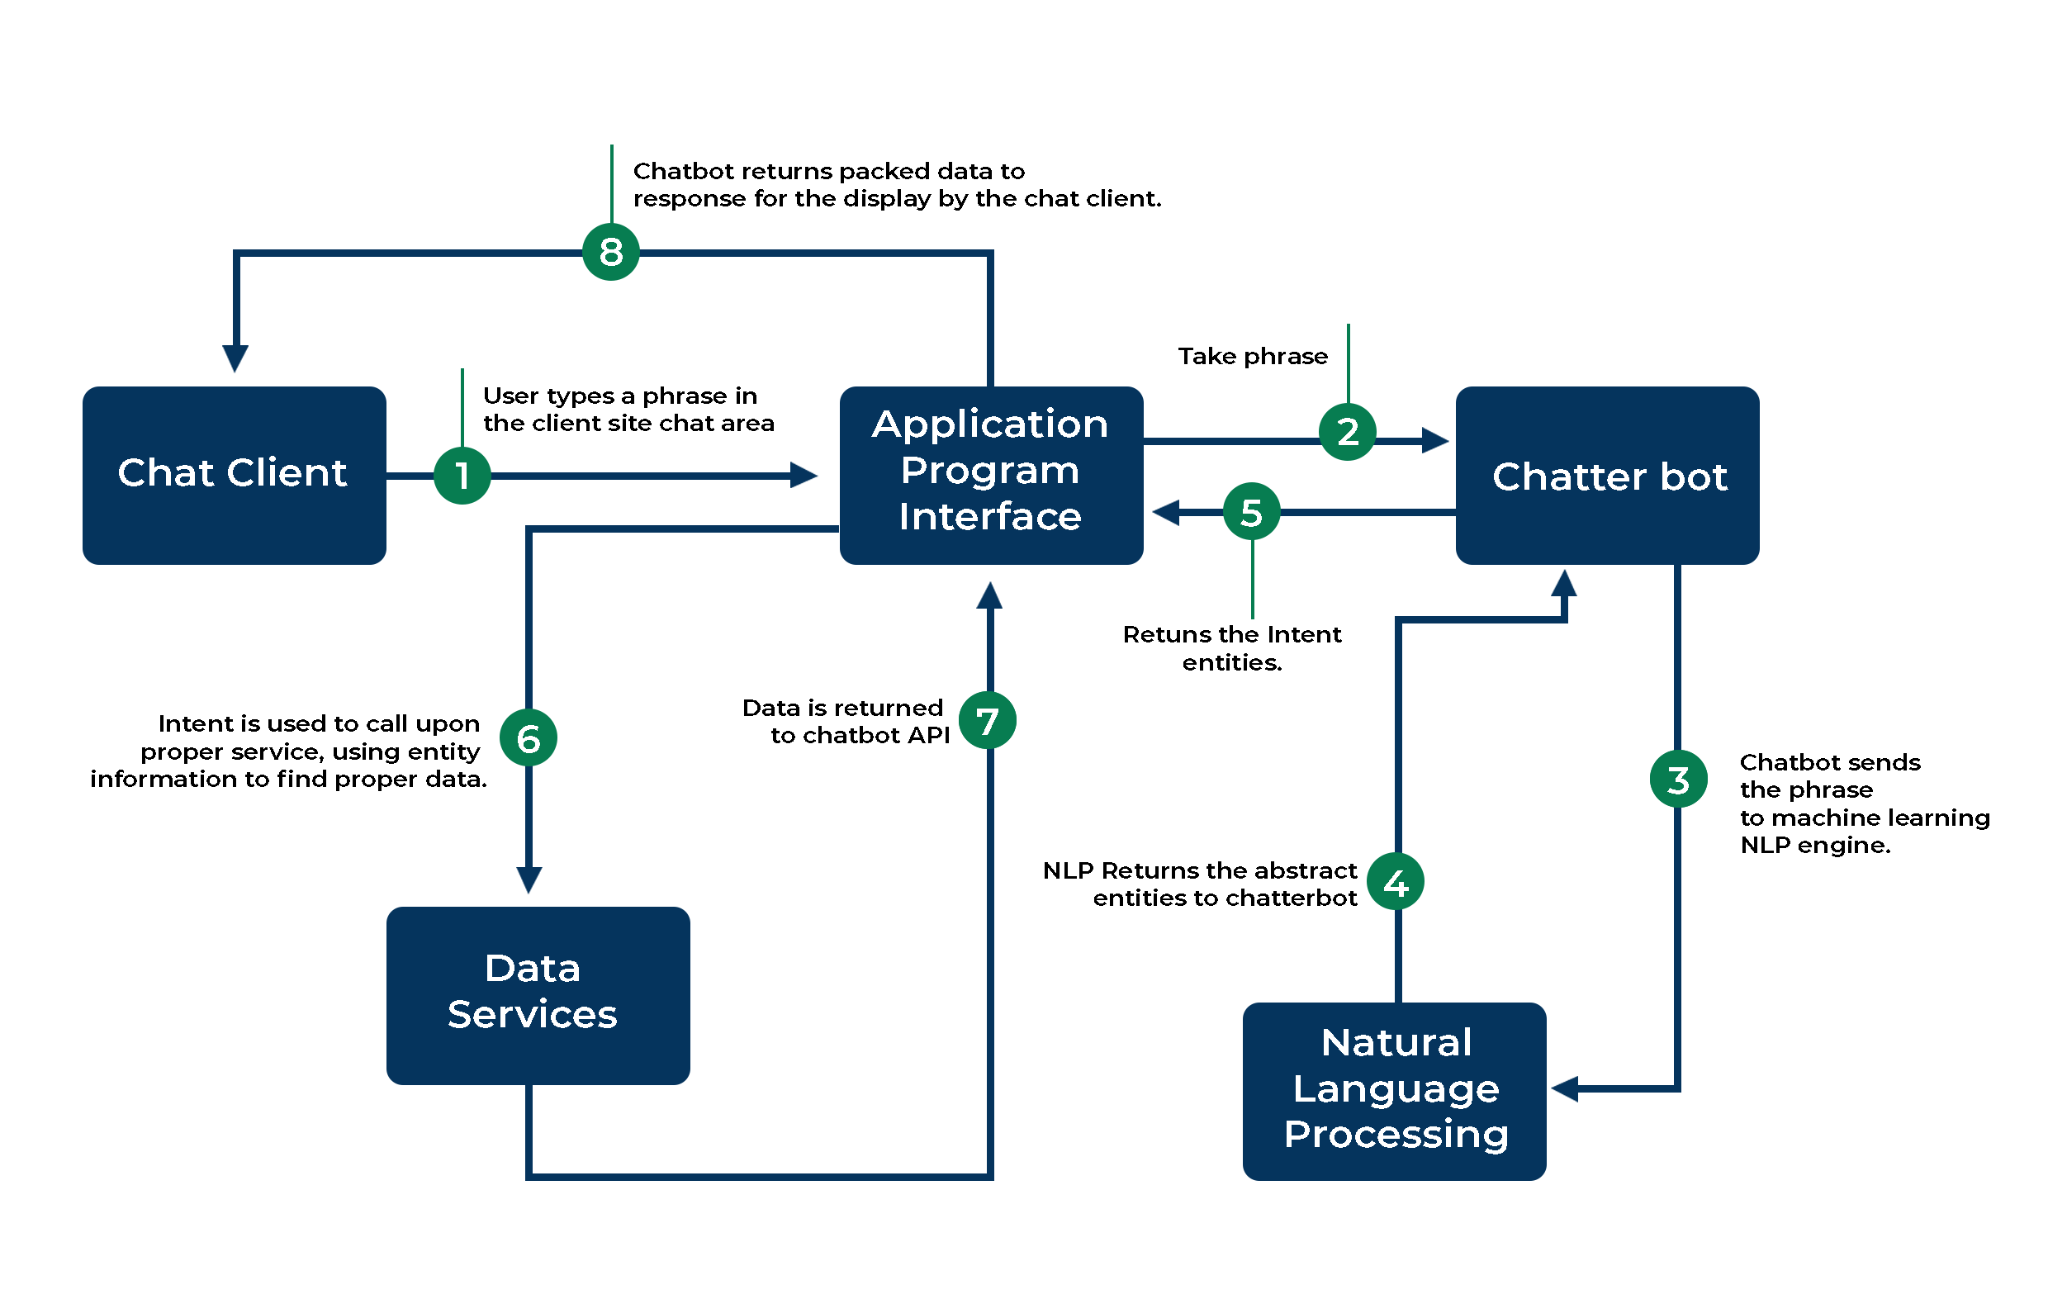 Chatbot returns packed data to
response for the display by the chat client.
8
Take phrase
User types a phrase in
the client site chat area
Chat Client
1
Application
Program
Interface
2
Chatter bot
5
Retuns the Intent
entities.
Intent is used to call upon
proper service, using entity
information to find proper data.
6
Data is returned
to chatbot API
7
3
Chatbot sends
the phrase
to machine learning
NLP engine.
NLP Returns the abstract
entities to chatterbot
4
Data
Services
Natural
Language
Processing